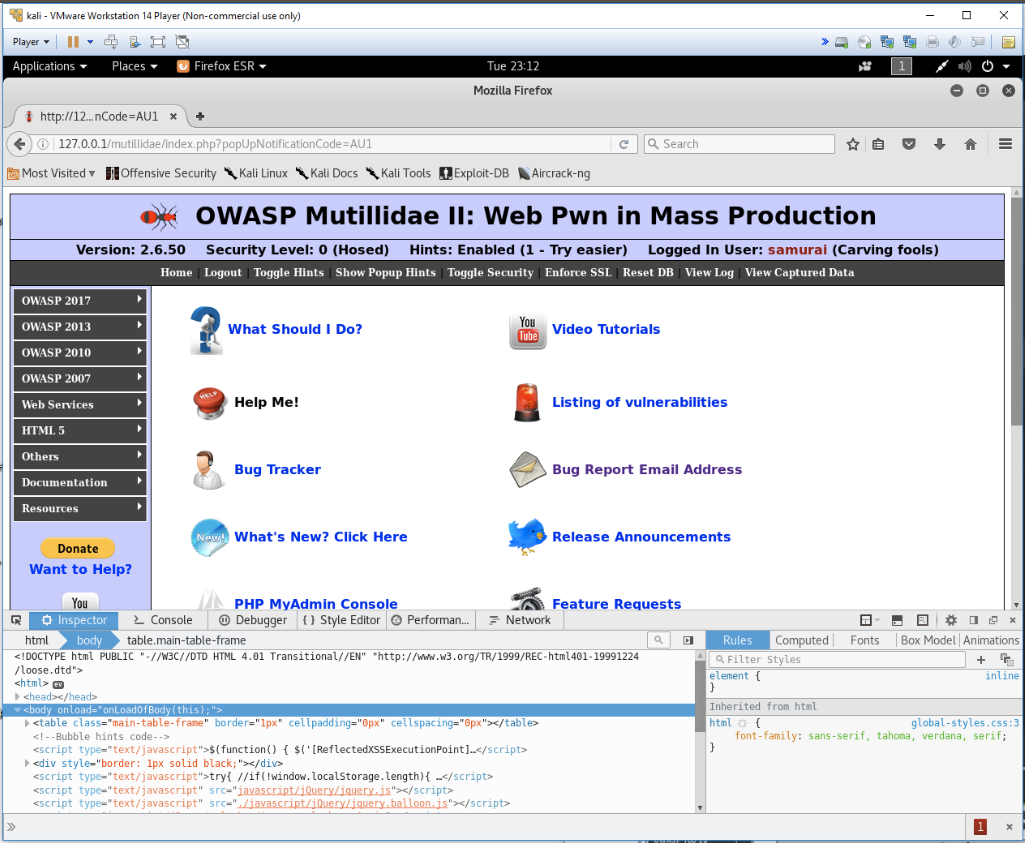 kali - VMware Workstation 14 Player (Non-commercial use only)
Player
Applications Places Firefox ESR Tue 23:12 1
Mozilla Firefox
http://12...nCode=AU1
127.0.0.1/mutillidae/index.php?popUpNotificationCode=AU1 Search
Most Visited Offensive Security Kali Linux Kali Docs Kali Tools Exploit-DB Aircrack-ng
OWASP Mutillidae II: Web Pwn in Mass Production
Version: 2.6.50 Security Level: 0 (Hosed) Hints: Enabled (1 - Try easier) Logged In User: samurai (Carving fools)
Home | Logout | Toggle Hints | Show Popup Hints | Toggle Security | Enforce SSL | Reset DB | View Log | View Captured Data
OWASP 2017
OWASP 2013
OWASP 2010
OWASP 2007
Web Services
HTML 5
Others
Documentation
Resources
Donate
Want to Help?
You
What Should I Do?
You Tube Video Tutorials
HELP Help Me!
Listing of vulnerabilities
Bug Tracker
Bug Report Email Address
New! What's New? Click Here
Release Announcements
PHP MyAdmin Console
Feature Requests
Inspector Console Debugger { } Style Editor Performan... Network
html body table.main-table-frame
<!DOCTYPE html PUBLIC "-//W3C//DTD HTML 4.01 Transitional//EN" "http://www.w3.org/TR/1999/REC-html401-19991224
/loose.dtd">
<html> ev
<head></head>
<body onload="onLoadOfBody(this);">
<table class="main-table-frame" border="1px" cellpadding="0px" cellspacing="0px"></table>
<!--Bubble hints code-->
<script type="text/javascript">$(function() { $('[ReflectedXSSExecutionPoint]…</script>
<div style="border: 1px solid black;"></div>
<script type="text/javascript">try{ //if(!window.localStorage.length){ …</script>
<script type="text/javascript" src="javascript/jQuery/jquery.js"></script>
<script type="text/javascript" src="./javascript/jQuery/jquery.balloon.js"></script>
Rules Computed Fonts Box Model Animations
Filter Styles +
element { inline
}
Inherited from html
html { global-styles.css:3
font-family: sans-serif, tahoma, verdana, serif;
}
» 1